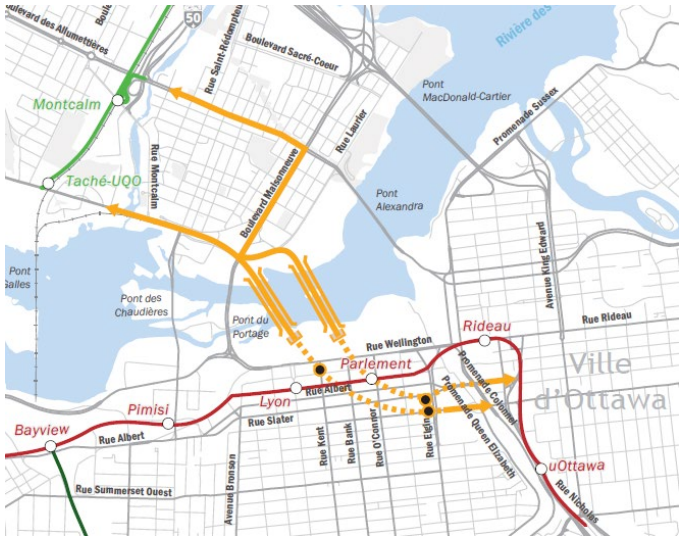 Boulevard des Allumettières
Boule
50
Rue Saint-Rédempteur
Boulevard Sacré-Coeur
Rivière des
Montcalm
Pont
MacDonald-Cartier
Promenade Sussex
Rue Laurier
Rue Montcalm
Taché-UQO
Boulevard Maisonneuve
Pont
Alexandra
Avenue King Edward
Pont
Pont des
Chaudières
Pont du
Portage
Rue Wellington
Rideau
Rue Rideau
Parlement
Ville
d'Ottawa
Promenade Colonnel
Promenade Queen Elizabeth
Lyon
Rue Albert
Pimisi
Rue Slater
Bayview
Rue Albert
Rue Kent
Rue Bank
Rue O'Connor
Rue Elgin
Avenue Bronson
uOttawa
Rue Summerset Ouest
Rue Nicholas